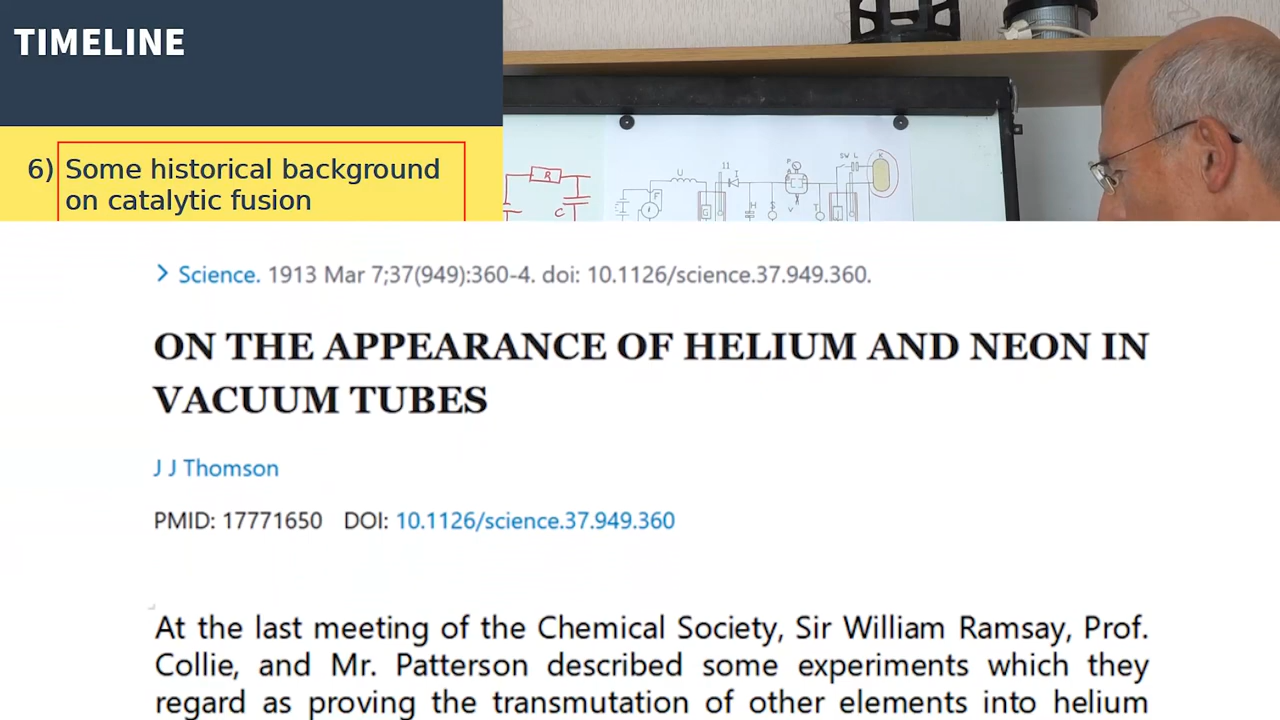 TIMELINE
6) Some historical background
on catalytic fusion
R
C
U
11
I
F
G
H
S
V
T
J
SW L
K
Science. 1913 Mar 7;37(949):360-4. doi: 10.1126/science.37.949.360.
ON THE APPEARANCE OF HELIUM AND NEON IN
VACUUM TUBES
J J Thomson
PMID: 17771650 DOI: 10.1126/science.37.949.360
At the last meeting of the Chemical Society, Sir William Ramsay, Prof.
Collie, and Mr. Patterson described some experiments which they
regard as proving the transmutation of other elements into helium